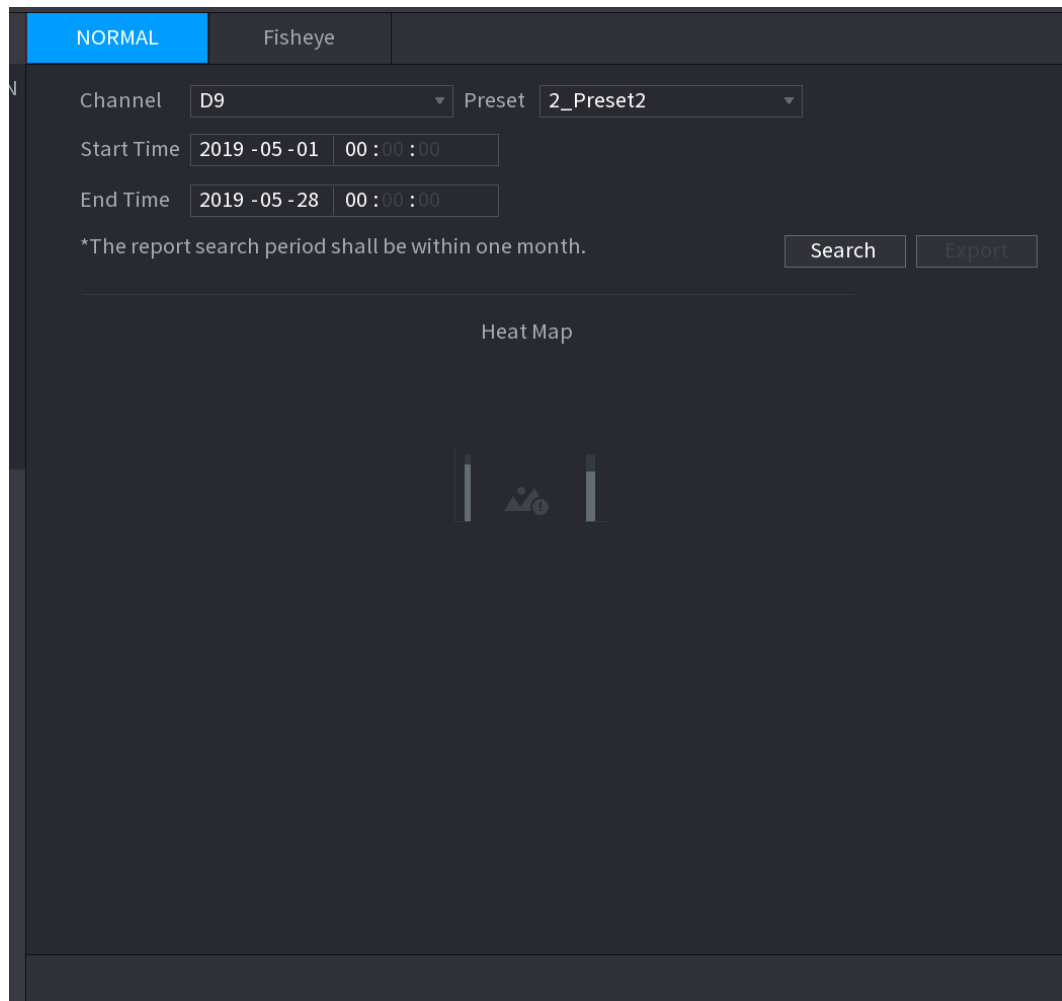 NORMAL Fisheye
N
Channel D9 Preset 2_Preset2
Start Time 2019 -05 -01 00 :00 :00
End Time 2019 -05 -28 00 :00 :00
*The report search period shall be within one month.
Search Export
Heat Map